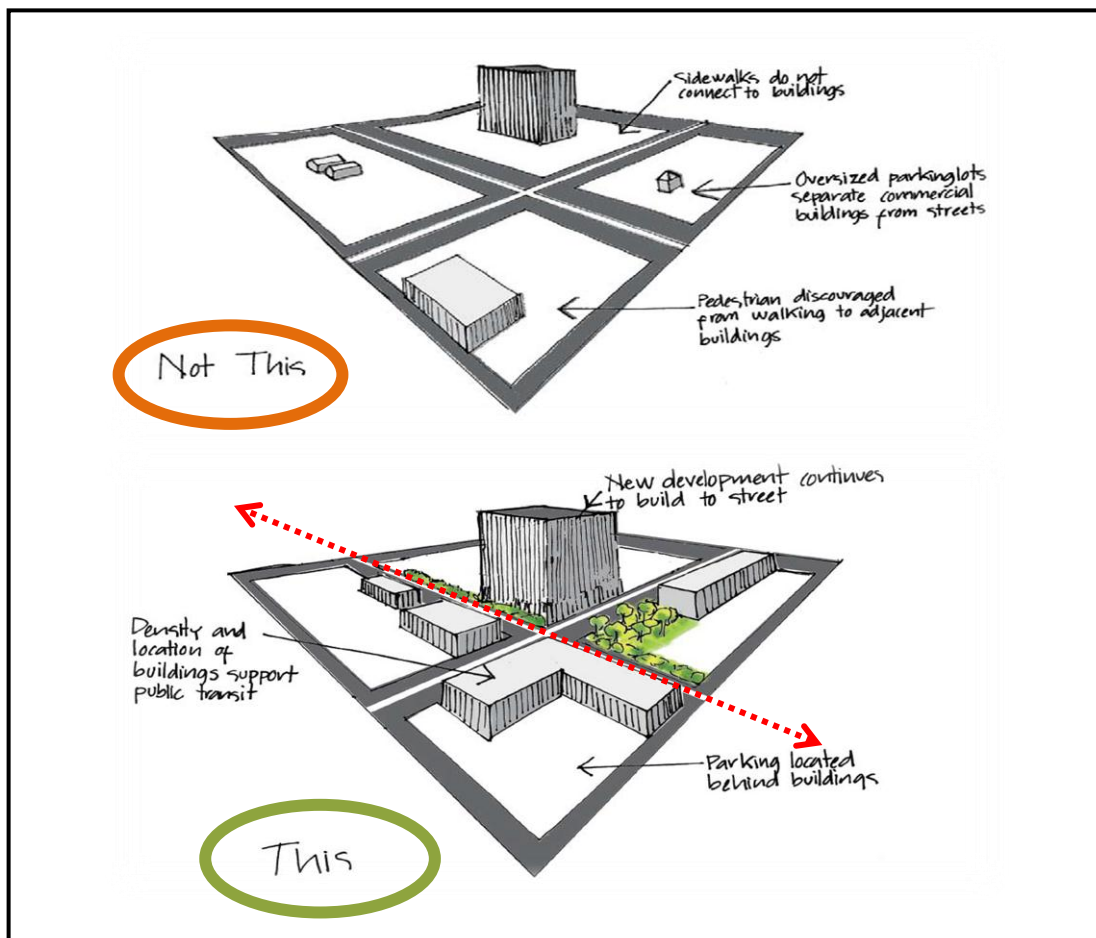 Sidewalks do not
connect to buildings
Oversized parking lots
separate commercial
buildings from streets
Pedestrian discouraged
from walking to adjacent
buildings
Not This
New development continues
to build to street
Density and
location of
buildings support
public transit
Parking located
behind buildings
This